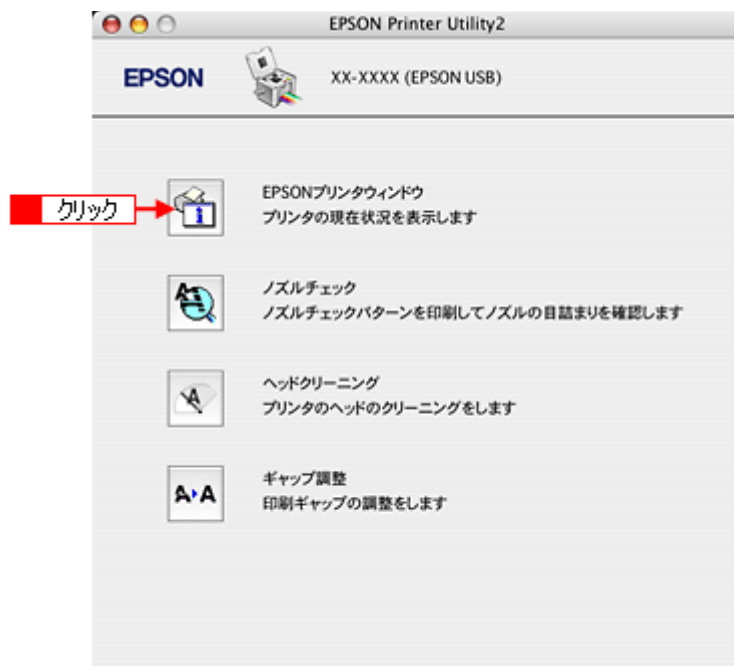 EPSON Printer Utility2
EPSON
XX-XXXX (EPSON USB)
クリック
EPSONプリンタウィンドウ
プリンタの現在状況を表示します
ノズルチェック
ノズルチェックパターンを印刷してノズルの目詰まりを確認します
ヘッドクリーニング
プリンタのヘッドのクリーニングをします
ギャップ調整
印刷ギャップの調整をします